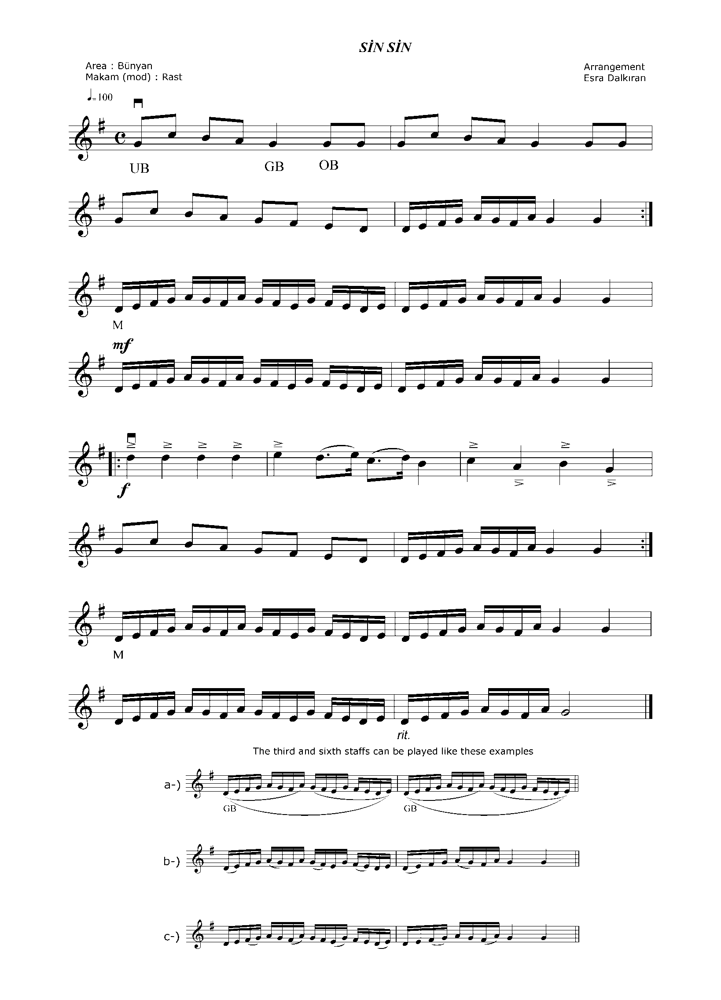 SİN SİN
Area : Bünyan
Makam (mod) : Rast
Arrangement
Esra Dalkıran
=100
UB GB OB
M
mf
f
M
rit.
The third and sixth staffs can be played like these examples
a-)
GB GB
b-)
c-)